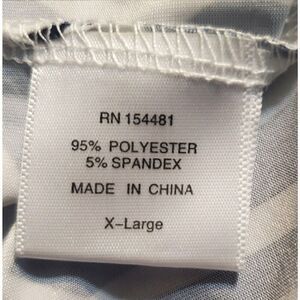 RN 154481
95% POLYESTER
5% SPANDEX
MADE IN CHINA
X-Large